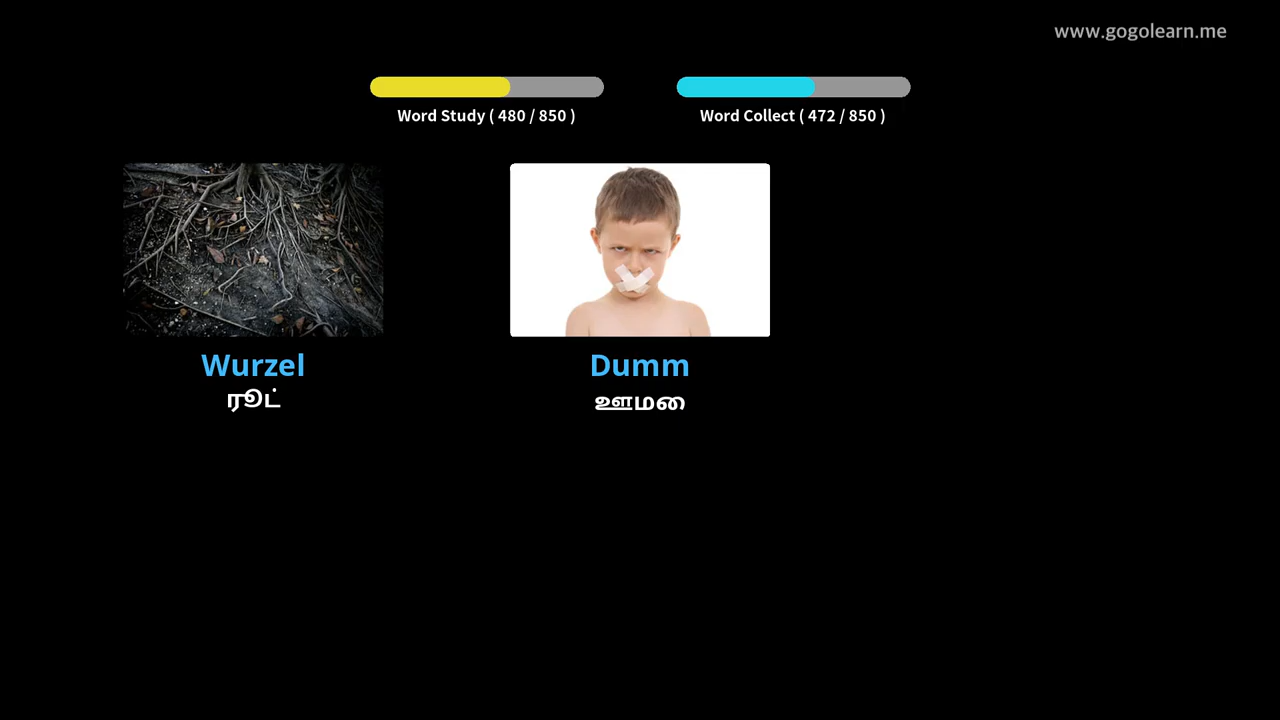 www.gogolearn.me
Word Study ( 480 / 850 )
Word Collect ( 472 / 850 )
Wurzel
ரூட்
Dumm
ஊமை